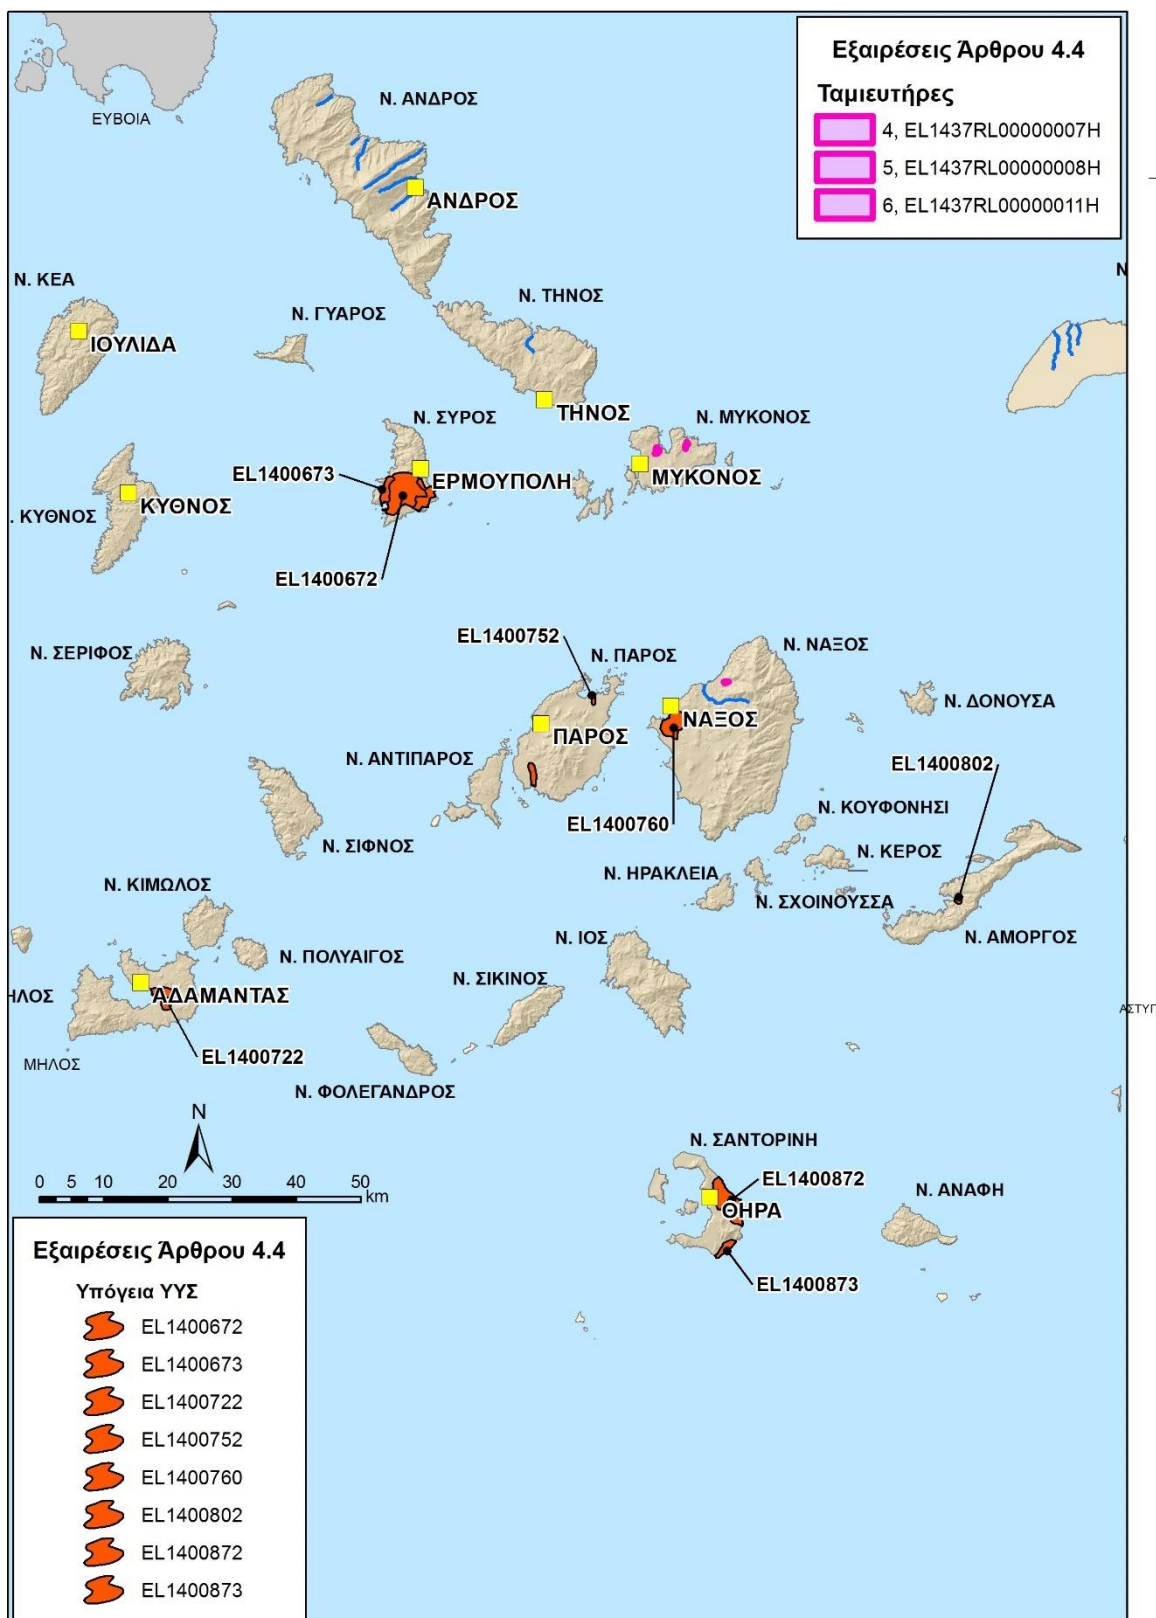 Εξαιρέσεις Άρθρου 4.4
Ταμιευτήρες
4, EL1437RL00000007H
5, EL1437RL00000008H
6, EL1437RL00000011H
ΕΥΒΟΙΑ
Ν. ΑΝΔΡΟΣ
ΑΝΔΡΟΣ
Ν. ΚΕΑ
Ν
ΙΟΥΛΙΔΑ
Ν. ΓΥΑΡΟΣ
Ν. ΤΗΝΟΣ
ΤΗΝΟΣ
Ν. ΣΥΡΟΣ
Ν. ΜΥΚΟΝΟΣ
EL1400673
ΕΡΜΟΥΠΟΛΗ
ΜΥΚΟΝΟΣ
ΚΥΘΝΟΣ
. ΚΥΘΝΟΣ
EL1400672
EL1400752
Ν. ΣΕΡΙΦΟΣ
Ν. ΠΑΡΟΣ
Ν. ΝΑΞΟΣ
Ν. ΔΟΝΟΥΣΑ
ΝΑΞΟΣ
ΠΑΡΟΣ
Ν. ΑΝΤΙΠΑΡΟΣ
EL1400802
Ν. ΚΟΥΦΟΝΗΣΙ
EL1400760
Ν. ΣΙΦΝΟΣ
Ν. ΚΕΡΟΣ
Ν. ΗΡΑΚΛΕΙΑ
Ν. ΣΧΟΙΝΟΥΣΣΑ
Ν. ΚΙΜΩΛΟΣ
Ν. ΑΜΟΡΓΟΣ
Ν. ΙΟΣ
Ν. ΠΟΛΥΑΙΓΟΣ
Ν. ΣΙΚΙΝΟΣ
ΗΛΟΣ
ΑΔΑΜΑΝΤΑΣ
ΑΣΤΥΠ
ΜΗΛΟΣ
EL1400722
Ν. ΦΟΛΕΓΑΝΔΡΟΣ
N
0 5 10 20 30 40 50
km
Ν. ΣΑΝΤΟΡΙΝΗ
EL1400872
ΘΗΡΑ
Ν. ΑΝΑΦΗ
EL1400873
Εξαιρέσεις Άρθρου 4.4
Υπόγεια ΥΥΣ
EL1400672
EL1400673
EL1400722
EL1400752
EL1400760
EL1400802
EL1400872
EL1400873